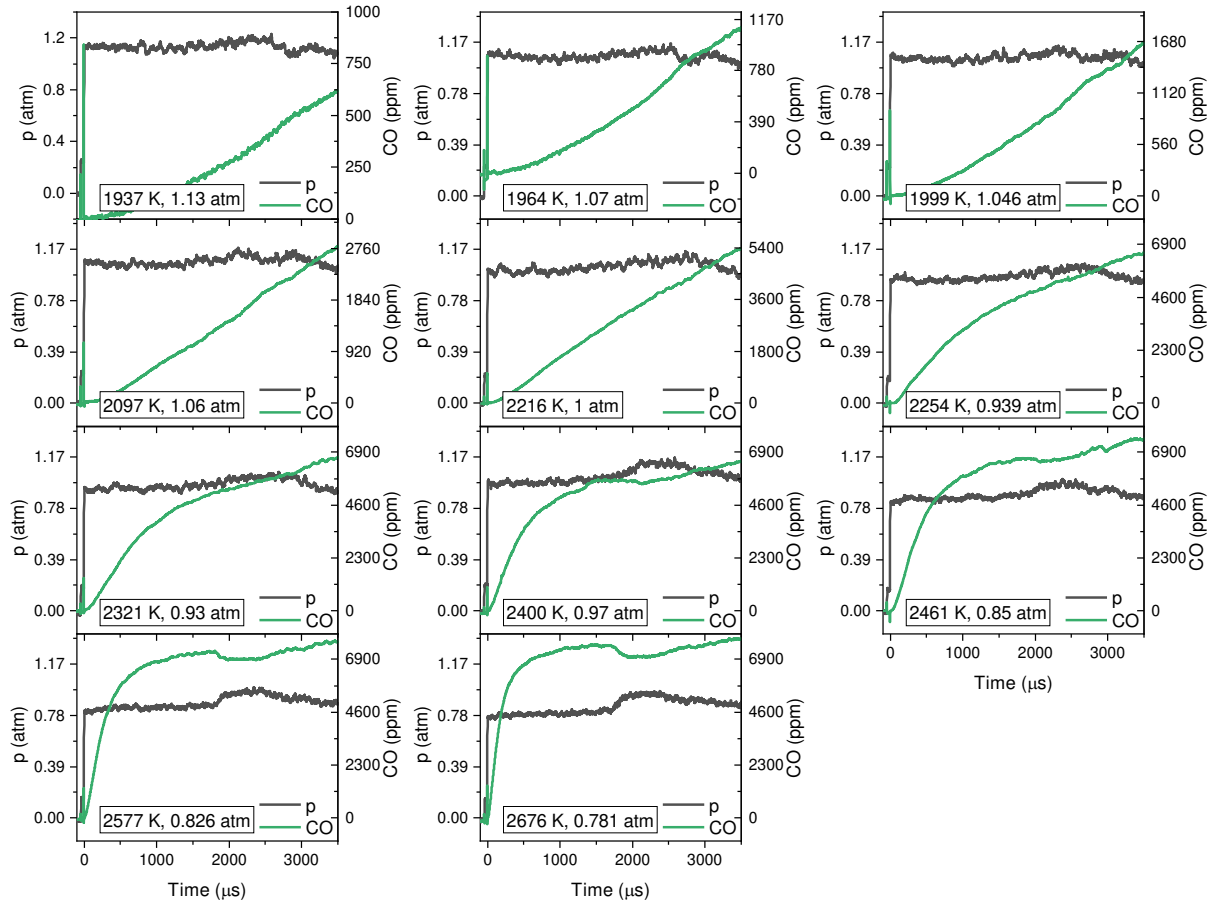 1.2
0.8
0.4
0.0
p (atm)
1000
750
500
250
0
CO (ppm)
p
CO
1937 K, 1.13 atm
1.17
0.78
0.39
0.00
p (atm)
1170
780
390
0
CO (ppm)
p
CO
1964 K, 1.07 atm
1.17
0.78
0.39
0.00
p (atm)
1680
1120
560
0
CO (ppm)
p
CO
1999 K, 1.046 atm
1.17
0.78
0.39
0.00
p (atm)
2760
1840
920
0
CO (ppm)
p
CO
2097 K, 1.06 atm
1.17
0.78
0.39
0.00
p (atm)
5400
3600
1800
0
CO (ppm)
p
CO
2216 K, 1 atm
1.17
0.78
0.39
0.00
p (atm)
6900
4600
2300
0
CO (ppm)
p
CO
2254 K, 0.939 atm
1.17
0.78
0.39
0.00
p (atm)
6900
4600
2300
0
CO (ppm)
p
CO
2321 K, 0.93 atm
1.17
0.78
0.39
0.00
p (atm)
6900
4600
2300
0
CO (ppm)
p
CO
2400 K, 0.97 atm
1.17
0.78
0.39
0.00
p (atm)
6900
4600
2300
0
CO (ppm)
p
CO
2461 K, 0.85 atm
0 1000 2000 3000
Time (μs)
1.17
0.78
0.39
0.00
p (atm)
6900
4600
2300
0
CO (ppm)
p
CO
2577 K, 0.826 atm
0 1000 2000 3000
Time (μs)
1.17
0.78
0.39
0.00
p (atm)
6900
4600
2300
0
CO (ppm)
p
CO
2676 K, 0.781 atm
0 1000 2000 3000
Time (μs)